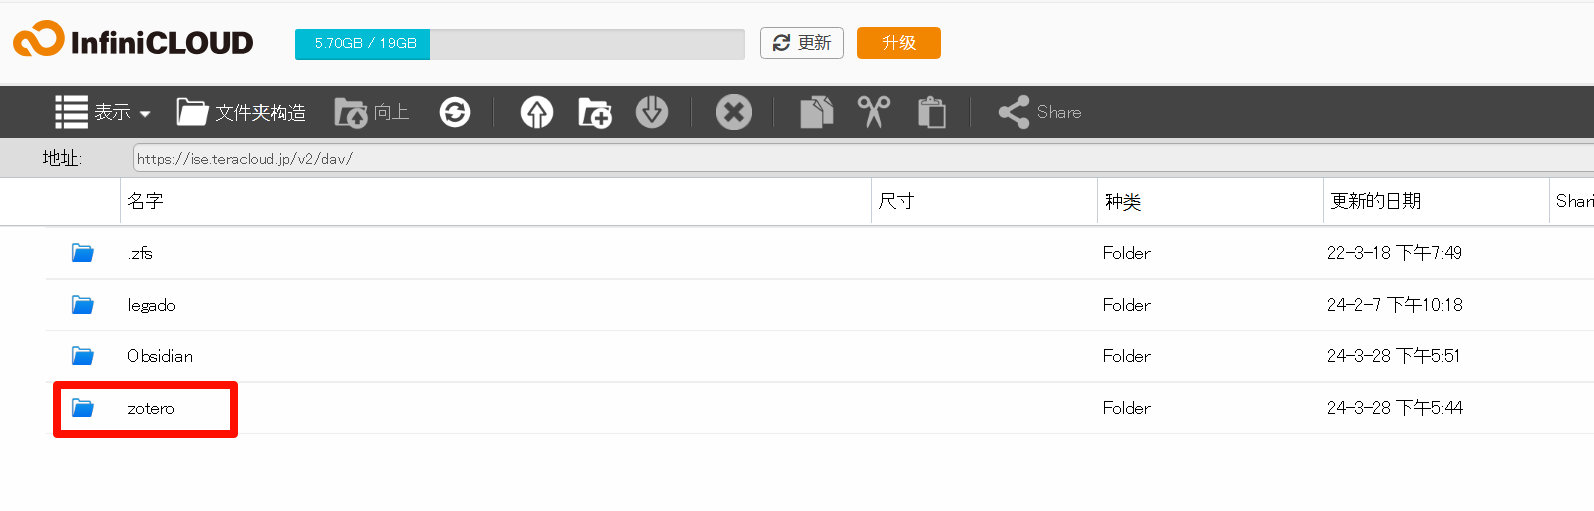 InfiniCLOUD 5.70GB / 19GB 更新 升级
表示 文件夹构造 向上 Share
地址: https://ise.teracloud.jp/v2/dav/
名字 尺寸 种类 更新的日期 Shari
.zfs Folder 22-3-18 下午7:49
legado Folder 24-2-7 下午10:18
Obsidian Folder 24-3-28 下午5:51
zotero Folder 24-3-28 下午5:44